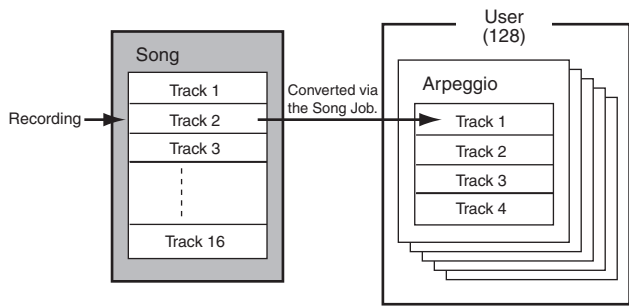 User
(128)
Song
Track 1
Track 2
Track 3
Track 16
Recording
Converted via
the Song Job.
Arpeggio
Track 1
Track 2
Track 3
Track 4